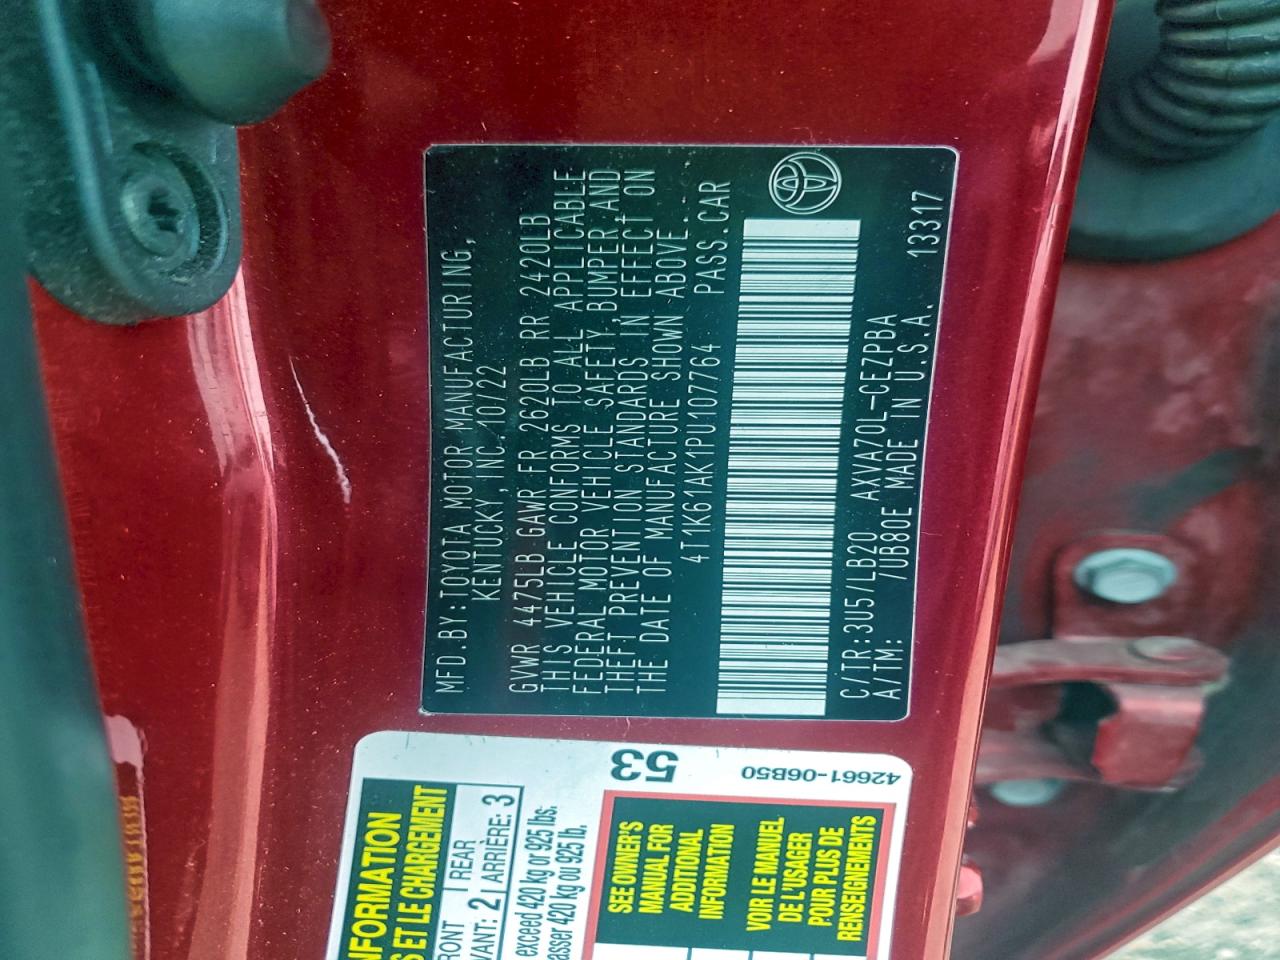 MFD.BY:TOYOTA MOTOR MANUFACTURING,
KENTUCKY, INC. 10/22
GVWR 4475LB GAWR FR 2620LB RR 2420LB
THIS VEHICLE CONFORMS TO ALL APPLICABLE
FEDERAL MOTOR VEHICLE SAFETY, BUMPER, AND
THEFT PREVENTION STANDARDS IN EFFECT ON
THE DATE OF MANUFACTURE SHOWN ABOVE.
4T1K61AK1PU107764 PASS.CAR
C/TR:3U5/LB20 AXVA70L-CEZPBA
A/TM: /UB80E MADE IN U.S.A. 13317
53
42661-06B50
ET LE CHARGEMENT
REAR
2 ARRIÈRE: 3
exceed 420 kg or 925 lbs.
420 kg ou 925 lb.
SEE OWNER'S
MANUAL FOR
ADDITIONAL
INFORMATION
VOIR LE MANUEL
DE L'USAGER
POUR PLUS DE
RENSEIGNEMENTS